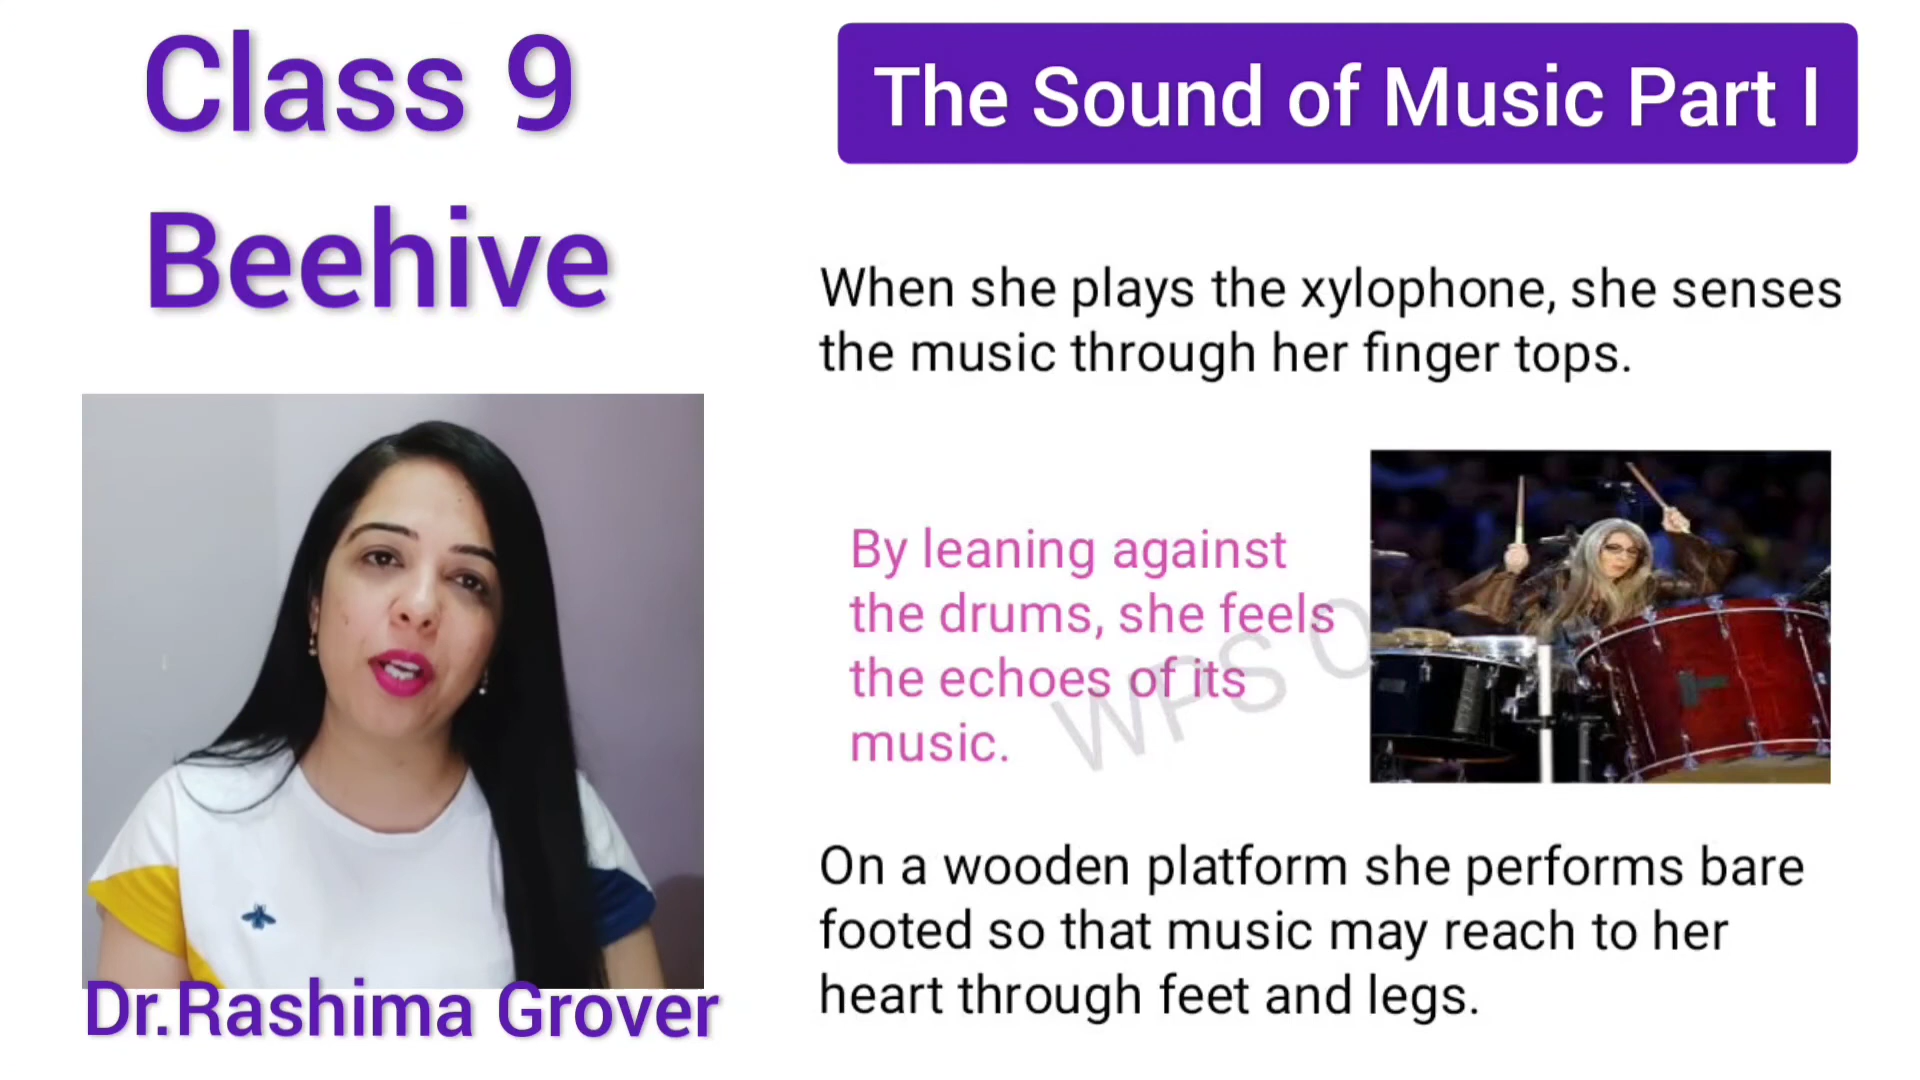 Class 9
Beehive
The Sound of Music Part I
When she plays the xylophone, she senses
the music through her finger tops.
By leaning against
the drums, she feels
the echoes of its
music.
WPS O
On a wooden platform she performs bare
footed so that music may reach to her
heart through feet and legs.
Dr.Rashima Grover